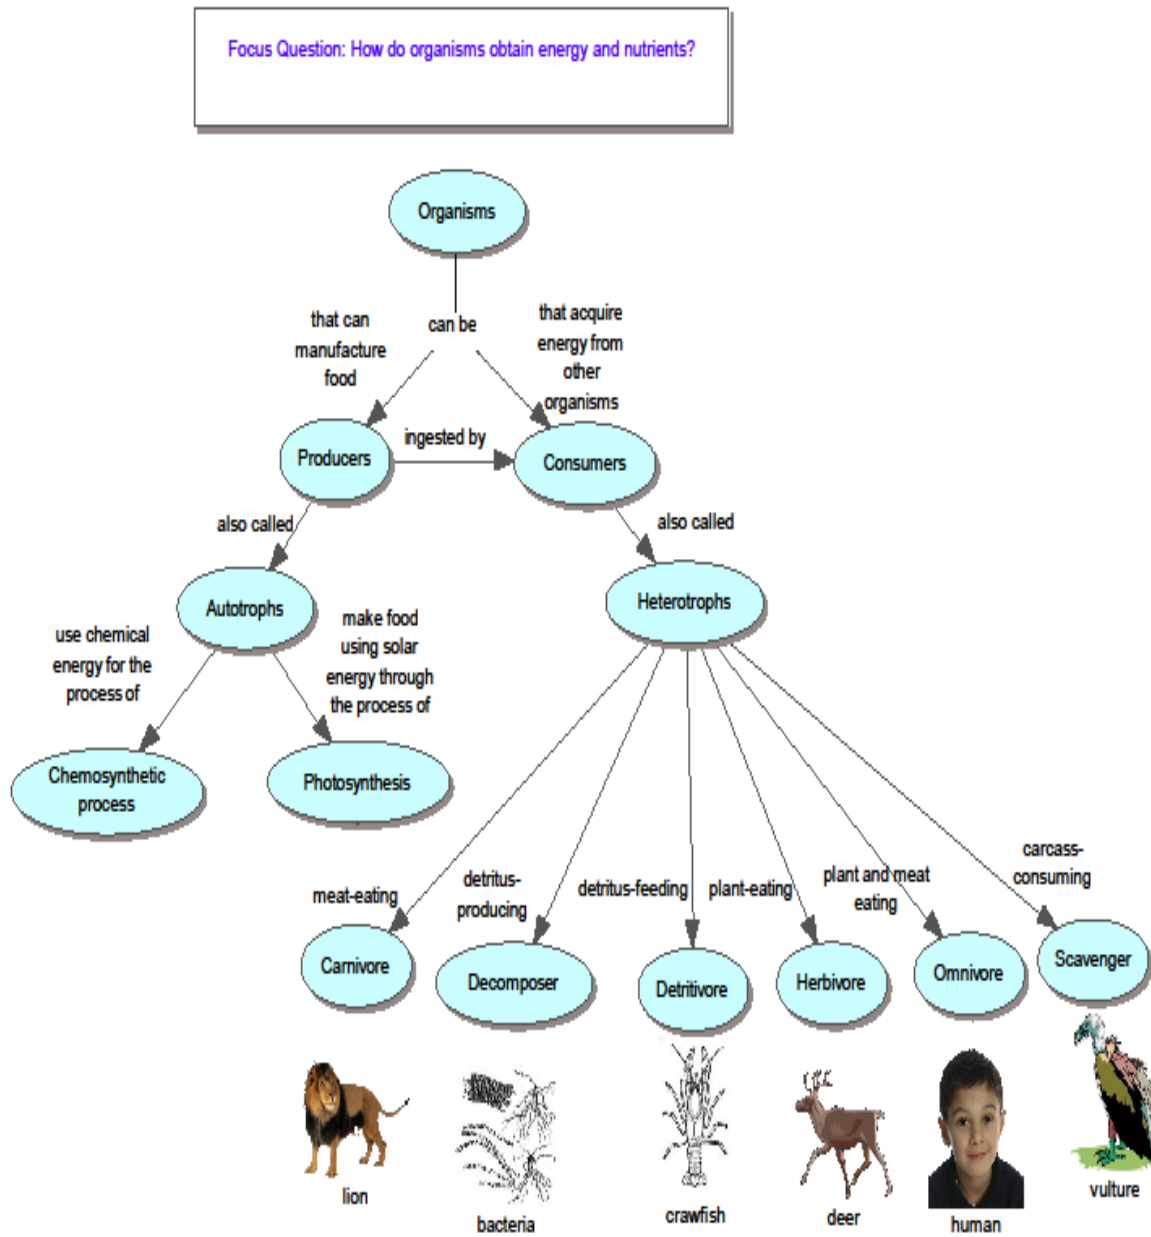 Focus Question: How do organisms obtain energy and nutrients?
Organisms
that can
manufacture
food
can be
that acquire
energy from
other
organisms
Producers
ingested by
Consumers
also called
also called
Autotrophs
Heterotrophs
use chemical
energy for the
process of
make food
using solar
energy through
the process of
Chemosynthetic
process
Photosynthesis
meat-eating
detritus-
producing
detritus-feeding
plant-eating
plant and meat
eating
carcass-
consuming
Carnivore
Decomposer
Detritivore
Herbivore
Omnivore
Scavenger
lion
bacteria
crawfish
deer
human
vulture